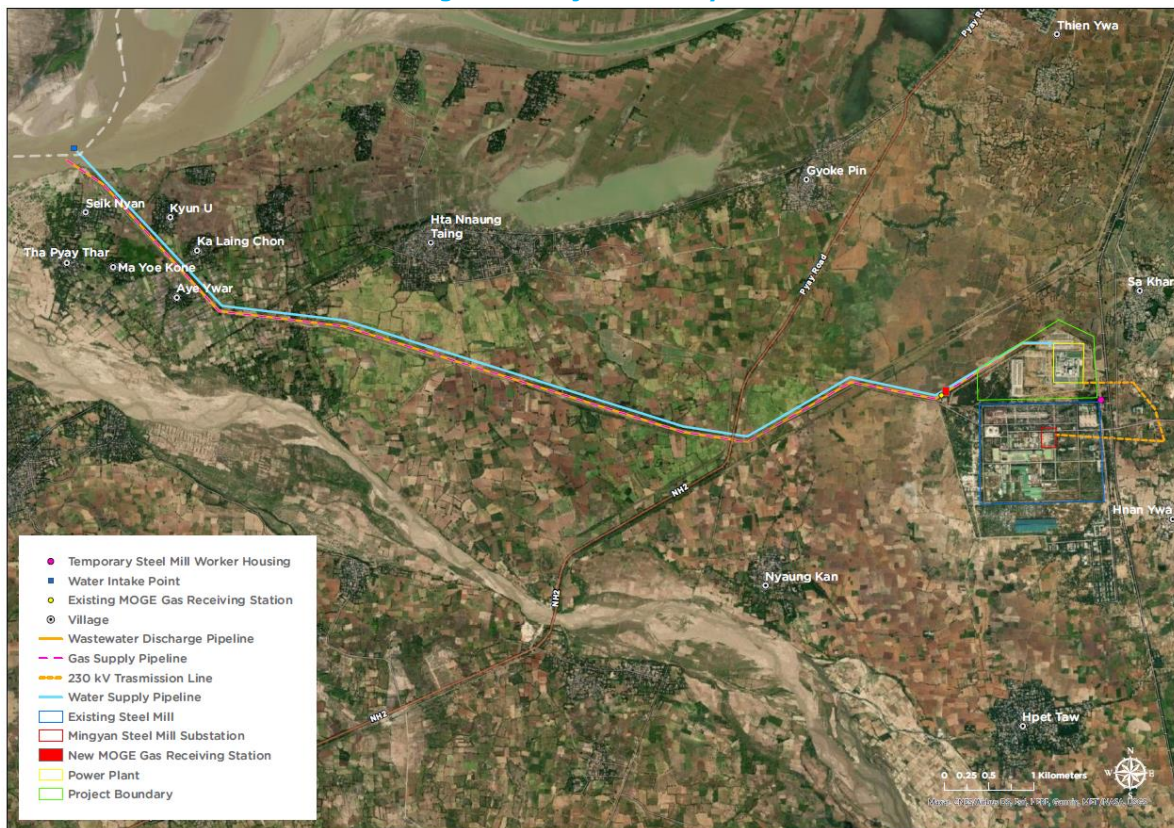 Thien Ywa
Pyay Road
Gyoke Pin
Seik Nyan
Kyun U
Hta Nnaung
Taing
Ka Laing Chon
Tha Pyay Thar
Ma Yoe Kone
Pyay Road
Sa Khar
Aye Ywar
NH2
Hnan Ywa
Nyaung Kan
NH2
NH2
Hpet Taw
Temporary Steel Mill Worker Housing
Water Intake Point
Existing MOGE Gas Receiving Station
Village
Wastewater Discharge Pipeline
Gas Supply Pipeline
230 kV Trasmission Line
Water Supply Pipeline
Existing Steel Mill
Mingyan Steel Mill Substation
New MOGE Gas Receiving Station
Power Plant
Project Boundary
N
W
S
0 0.25 0.5 1 Kilometers